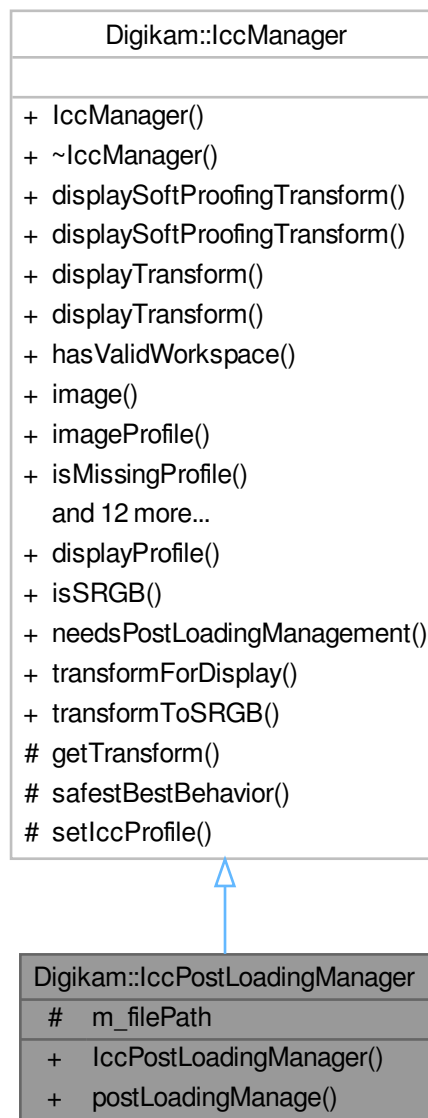 Digikam::IccManager
+ IccManager()
+ ~IccManager()
+ displaySoftProofingTransform()
+ displaySoftProofingTransform()
+ displayTransform()
+ displayTransform()
+ hasValidWorkspace()
+ image()
+ imageProfile()
+ isMissingProfile()
and 12 more...
+ displayProfile()
+ isSRGB()
+ needsPostLoadingManagement()
+ transformForDisplay()
+ transformToSRGB()
# getTransform()
# safestBestBehavior()
# setIccProfile()
Digikam::IccPostLoadingManager
# m_filePath
+ IccPostLoadingManager()
+ postLoadingManage()